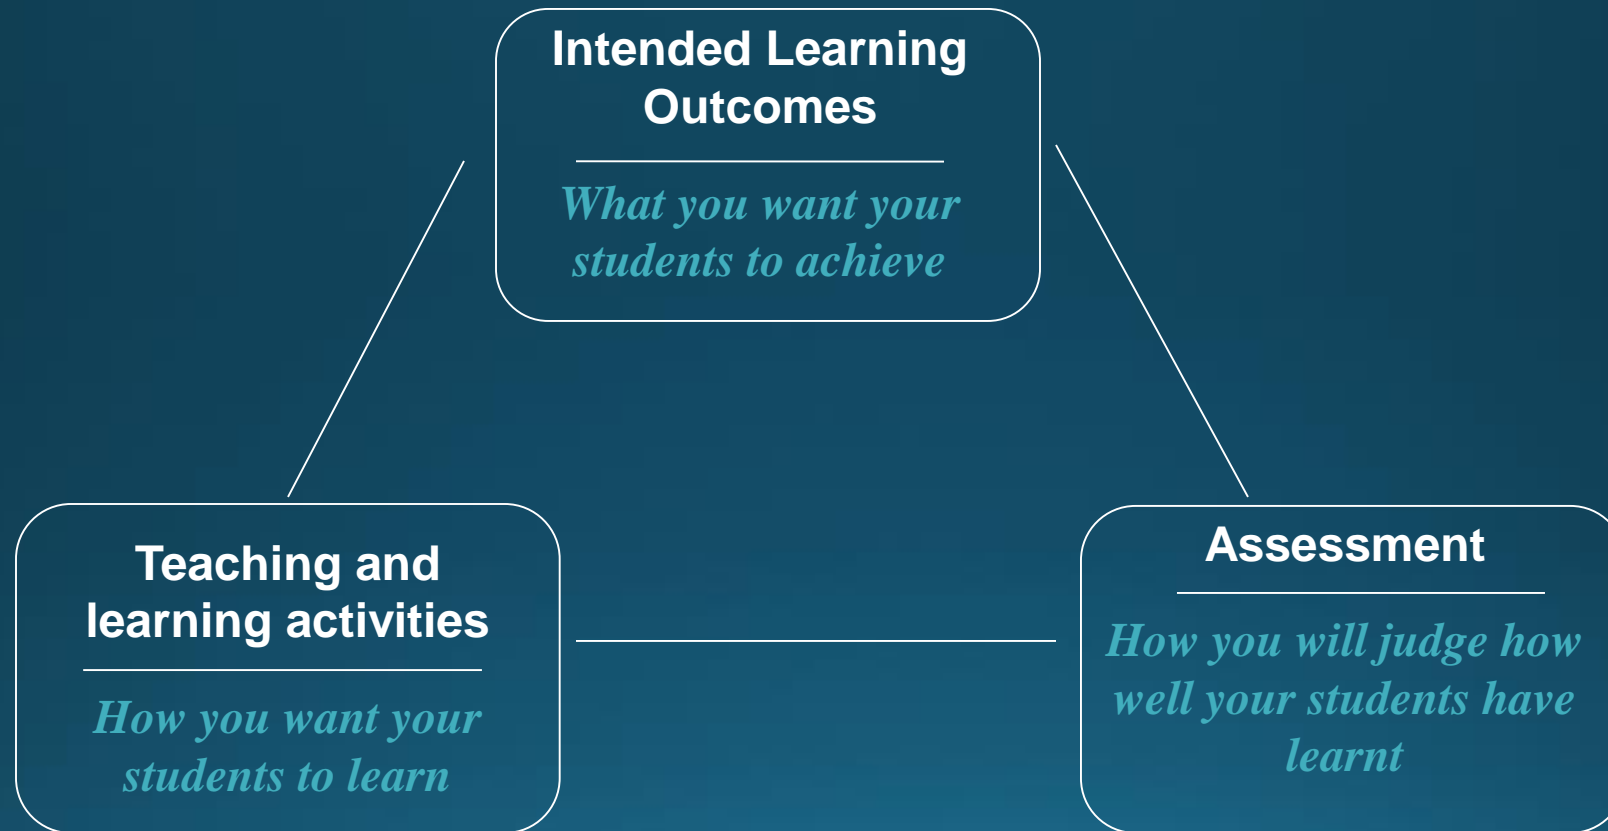 Intended Learning
Outcomes
What you want your
students to achieve
Teaching and
learning activities
How you want your
students to learn
Assessment
How you will judge how
well your students have
learnt